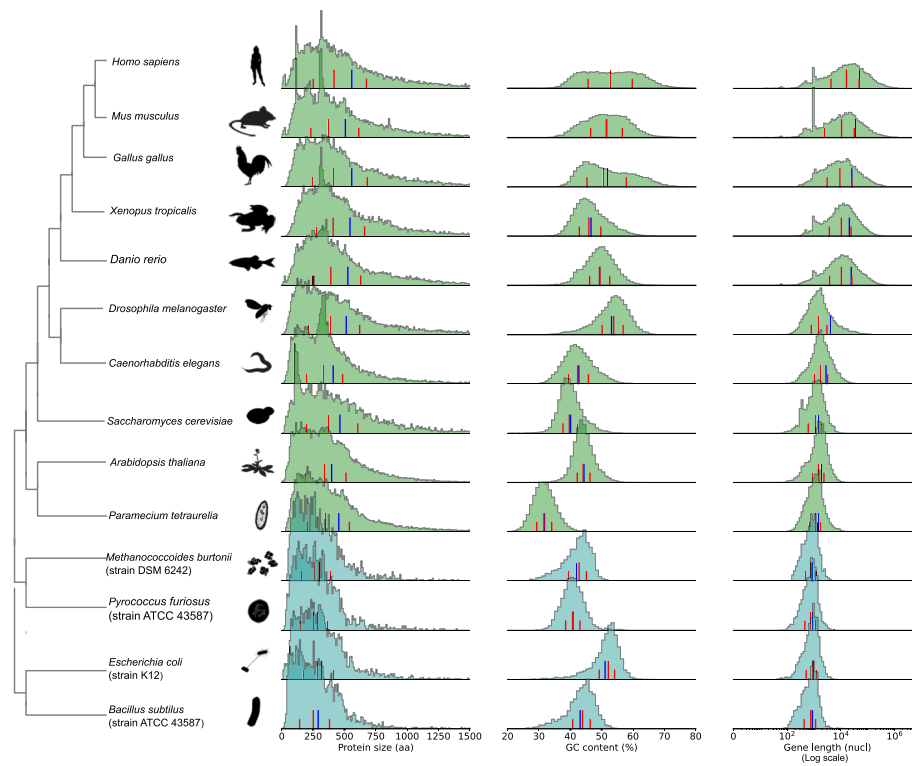 Homo sapiens
Mus musculus
Gallus gallus
Xenopus tropicalis
Danio rerio
Drosophila melanogaster
Caenorhabditis elegans
Saccharomyces cerevisiae
Arabidopsis thaliana
Paramecium tetraurelia
Methanococcoides burtonii
(strain DSM 6242)
Pyrococcus furiosus
(strain ATCC 43587)
Escherichia coli
(strain K12)
Bacillus subtilus
(strain ATCC 43587)
0 250 500 750 1000 1250 1500
Protein size (aa)
20 30 40 50 60 70 80
GC content (%)
0 10² 10⁴ 10⁶
Gene length (nucl)
(Log scale)